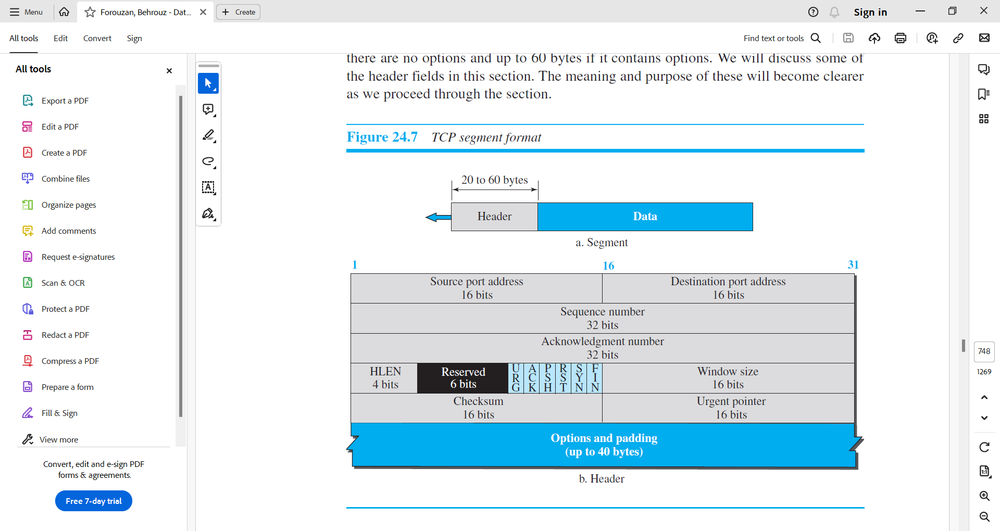 Menu
Forouzan, Behrouz - Dat...
Create
Sign in
All tools
Edit
Convert
Sign
Find text or tools
All tools
Export a PDF
Edit a PDF
Create a PDF
Combine files
Organize pages
Add comments
Request e-signatures
Scan & OCR
Protect a PDF
Redact a PDF
Compress a PDF
Prepare a form
Fill & Sign
View more
Convert, edit and e-sign PDF
forms & agreements.
Free 7-day trial
there are no options and up to 60 bytes if it contains options. We will discuss some of
the header fields in this section. The meaning and purpose of these will become clearer
as we proceed through the section.
Figure 24.7 TCP segment format
20 to 60 bytes
Header
Data
a. Segment
1 16 31
Source port address
16 bits
Destination port address
16 bits
Sequence number
32 bits
Acknowledgment number
32 bits
HLEN
4 bits
Reserved
6 bits
URG
ACK
PSH
RST
SYN
FIN
Window size
16 bits
Checksum
16 bits
Urgent pointer
16 bits
Options and padding
(up to 40 bytes)
b. Header
748
1269
1:1